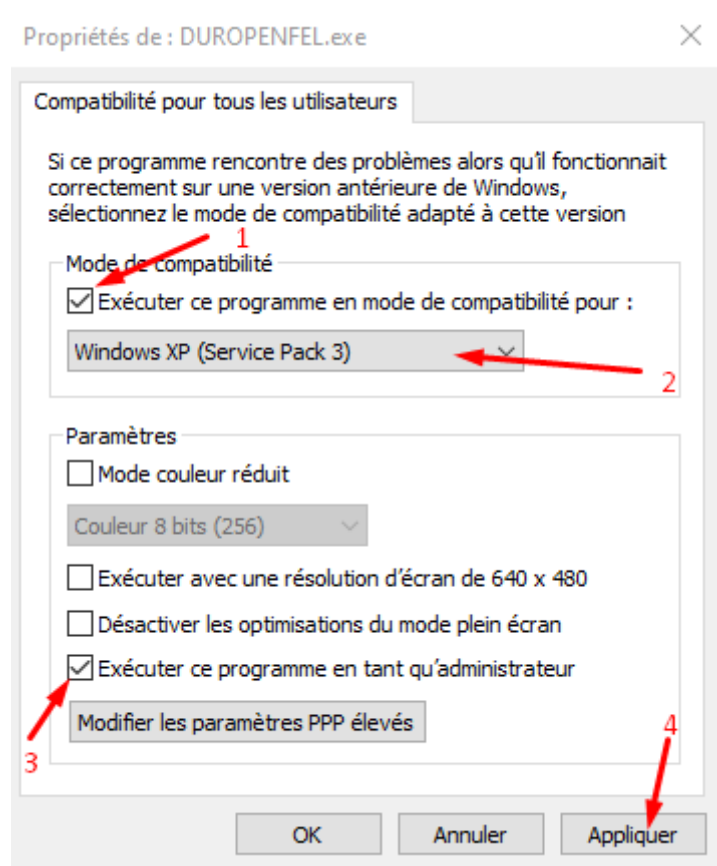 Propriétés de : DUROPENFEL.exe
Compatibilité pour tous les utilisateurs
Si ce programme rencontre des problèmes alors qu'il fonctionnait
correctement sur une version antérieure de Windows,
sélectionnez le mode de compatibilité adapté à cette version
1
Mode de compatibilité
Exécuter ce programme en mode de compatibilité pour :
Windows XP (Service Pack 3)
2
Paramètres
Mode couleur réduit
Couleur 8 bits (256)
Exécuter avec une résolution d'écran de 640 x 480
Désactiver les optimisations du mode plein écran
Exécuter ce programme en tant qu'administrateur
Modifier les paramètres PPP élevés
4
3
OK
Annuler
Appliquer